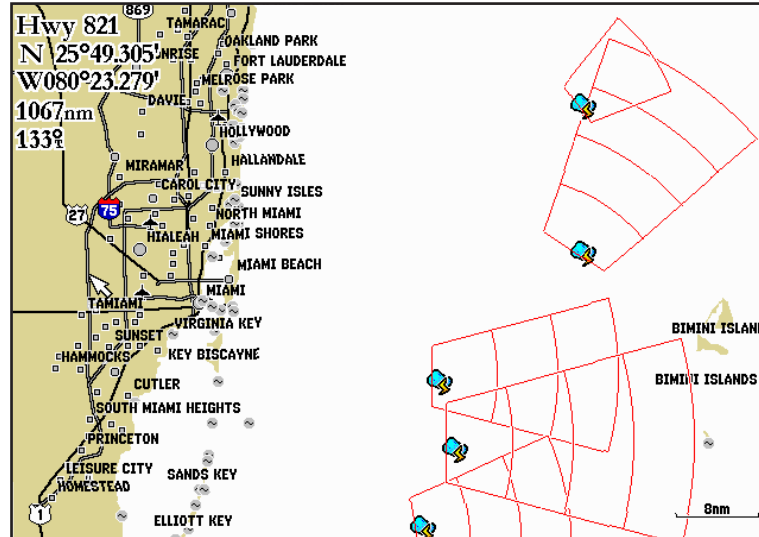 869
Hwy 821
N 25°49.305'
W080°23.279'
1067nm
133°
TAMARAC
OAKLAND PARK
FORT LAUDERDALE
MELROSE PARK
DAVIE
HOLLYWOOD
HALLANDALE
MIRAMAR
CAROL CITY
SUNNY ISLES
75
27
NORTH MIAMI
HIALEAH
MIAMI SHORES
MIAMI BEACH
MIAMI
TAMIAMI
VIRGINIA KEY
SUNSET
HAMMOCKS
KEY BISCAYNE
CUTLER
SOUTH MIAMI HEIGHTS
PRINCETON
LEISURE CITY
SANDS KEY
HOMESTEAD
1
ELLIOTT KEY
BIMINI ISLAN
BIMINI ISLANDS
8nm